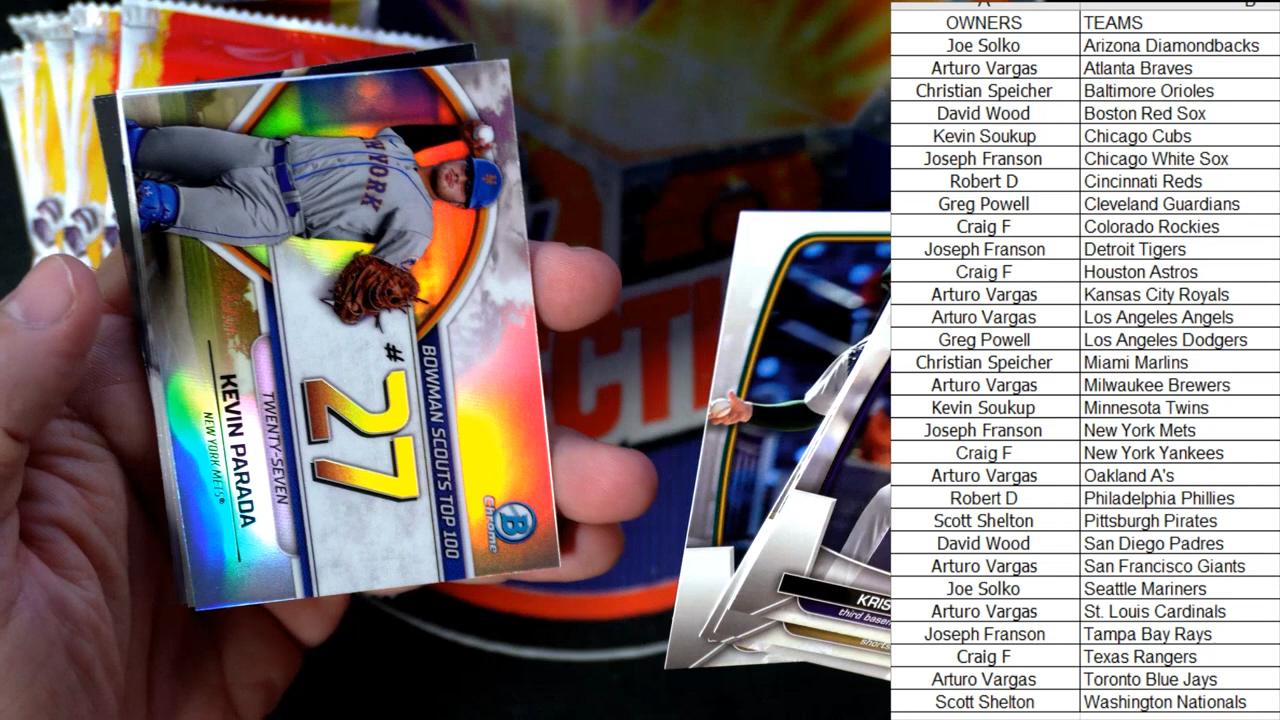 BOWMAN SCOUTS TOP 100
B
Chrome
#27
TWENTY-SEVEN
KEVIN PARADA
NEW YORK METS®
YORK
KRIS
third basem
shorts
OWNERS TEAMS
Joe Solko Arizona Diamondbacks
Arturo Vargas Atlanta Braves
Christian Speicher Baltimore Orioles
David Wood Boston Red Sox
Kevin Soukup Chicago Cubs
Joseph Franson Chicago White Sox
Robert D Cincinnati Reds
Greg Powell Cleveland Guardians
Craig F Colorado Rockies
Joseph Franson Detroit Tigers
Craig F Houston Astros
Arturo Vargas Kansas City Royals
Arturo Vargas Los Angeles Angels
Greg Powell Los Angeles Dodgers
Christian Speicher Miami Marlins
Arturo Vargas Milwaukee Brewers
Kevin Soukup Minnesota Twins
Joseph Franson New York Mets
Craig F New York Yankees
Arturo Vargas Oakland A's
Robert D Philadelphia Phillies
Scott Shelton Pittsburgh Pirates
David Wood San Diego Padres
Arturo Vargas San Francisco Giants
Joe Solko Seattle Mariners
Arturo Vargas St. Louis Cardinals
Joseph Franson Tampa Bay Rays
Craig F Texas Rangers
Arturo Vargas Toronto Blue Jays
Scott Shelton Washington Nationals